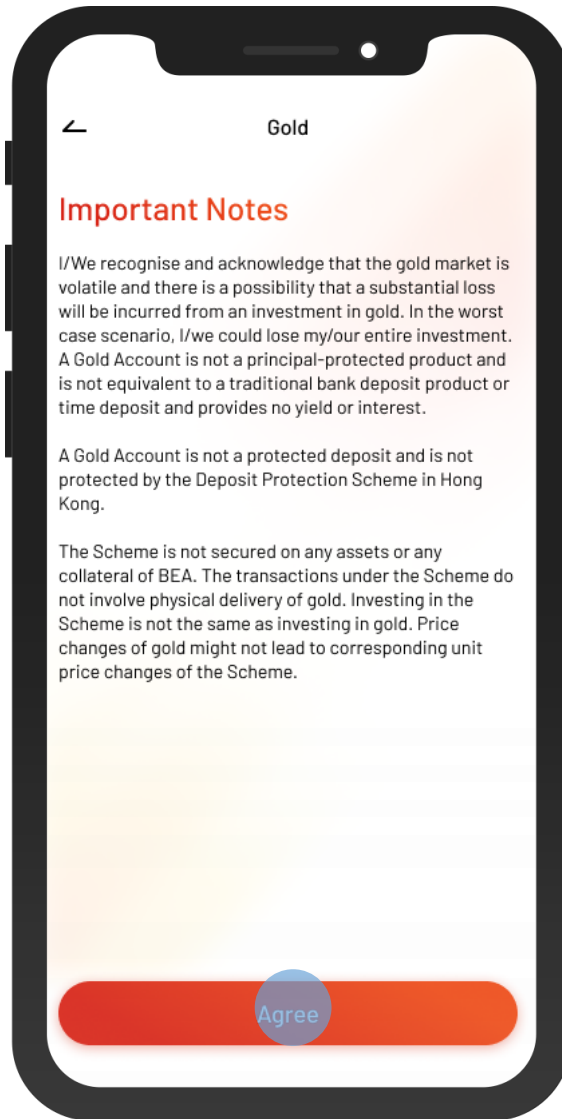 Gold
Important Notes
I/We recognise and acknowledge that the gold market is
volatile and there is a possibility that a substantial loss
will be incurred from an investment in gold. In the worst
case scenario, I/we could lose my/our entire investment.
A Gold Account is not a principal-protected product and
is not equivalent to a traditional bank deposit product or
time deposit and provides no yield or interest.
A Gold Account is not a protected deposit and is not
protected by the Deposit Protection Scheme in Hong
Kong.
The Scheme is not secured on any assets or any
collateral of BEA. The transactions under the Scheme do
not involve physical delivery of gold. Investing in the
Scheme is not the same as investing in gold. Price
changes of gold might not lead to corresponding unit
price changes of the Scheme.
Agree